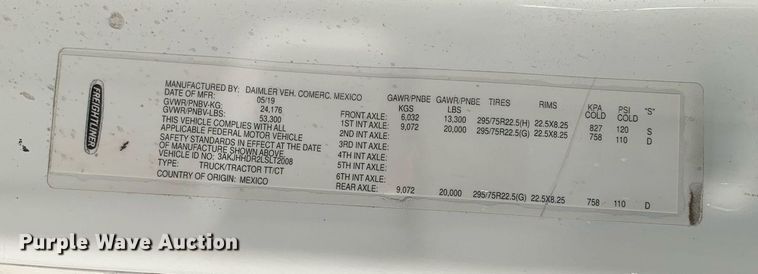 FREIGHTLINER
MANUFACTURED BY: DAIMLER VEH. COMERC. MEXICO
DATE OF MFR: 05/19
GVWR/PNBV-KG: 24,176
GVWR/PNBV-LBS: 53,300
THIS VEHICLE COMPLIES WITH ALL
APPLICABLE FEDERAL MOTOR VEHICLE
SAFETY STANDARDS IN EFFECT AT THE DATE
OF MANUFACTURE SHOWN ABOVE.
VEHICLE ID NO.: 3AKJHHDR2LSLT2008
TYPE: TRUCK/TRACTOR TT/CT
COUNTRY OF ORIGIN: MEXICO
GAWR/PNBE GAWR/PNBE TIRES RIMS KPA PSI "S"
KGS LBS COLD COLD
FRONT AXLE: 6,032 13,300 295/75R22.5(H) 22.5X8.25 827 120 S
1ST INT AXLE: 9,072 20,000 295/75R22.5(G) 22.5X8.25 758 110 D
2ND INT AXLE:
3RD INT AXLE:
4TH INT AXLE:
5TH INT AXLE:
6TH INT AXLE:
REAR AXLE: 9,072 20,000 295/75R22.5(G) 22.5X8.25 758 110 D
Purple Wave Auction